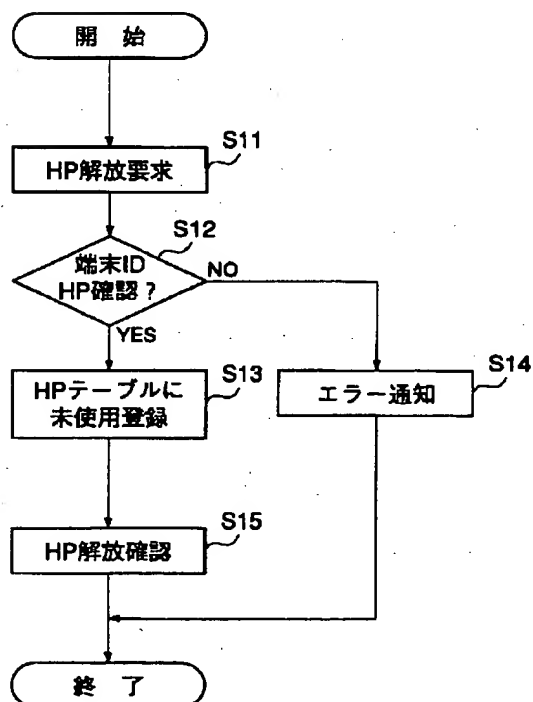 開 始
S11
HP解放要求
S12
端末ID
HP確認?
NO
YES
S13
HPテーブルに
未使用登録
S14
エラー通知
S15
HP解放確認
終 了